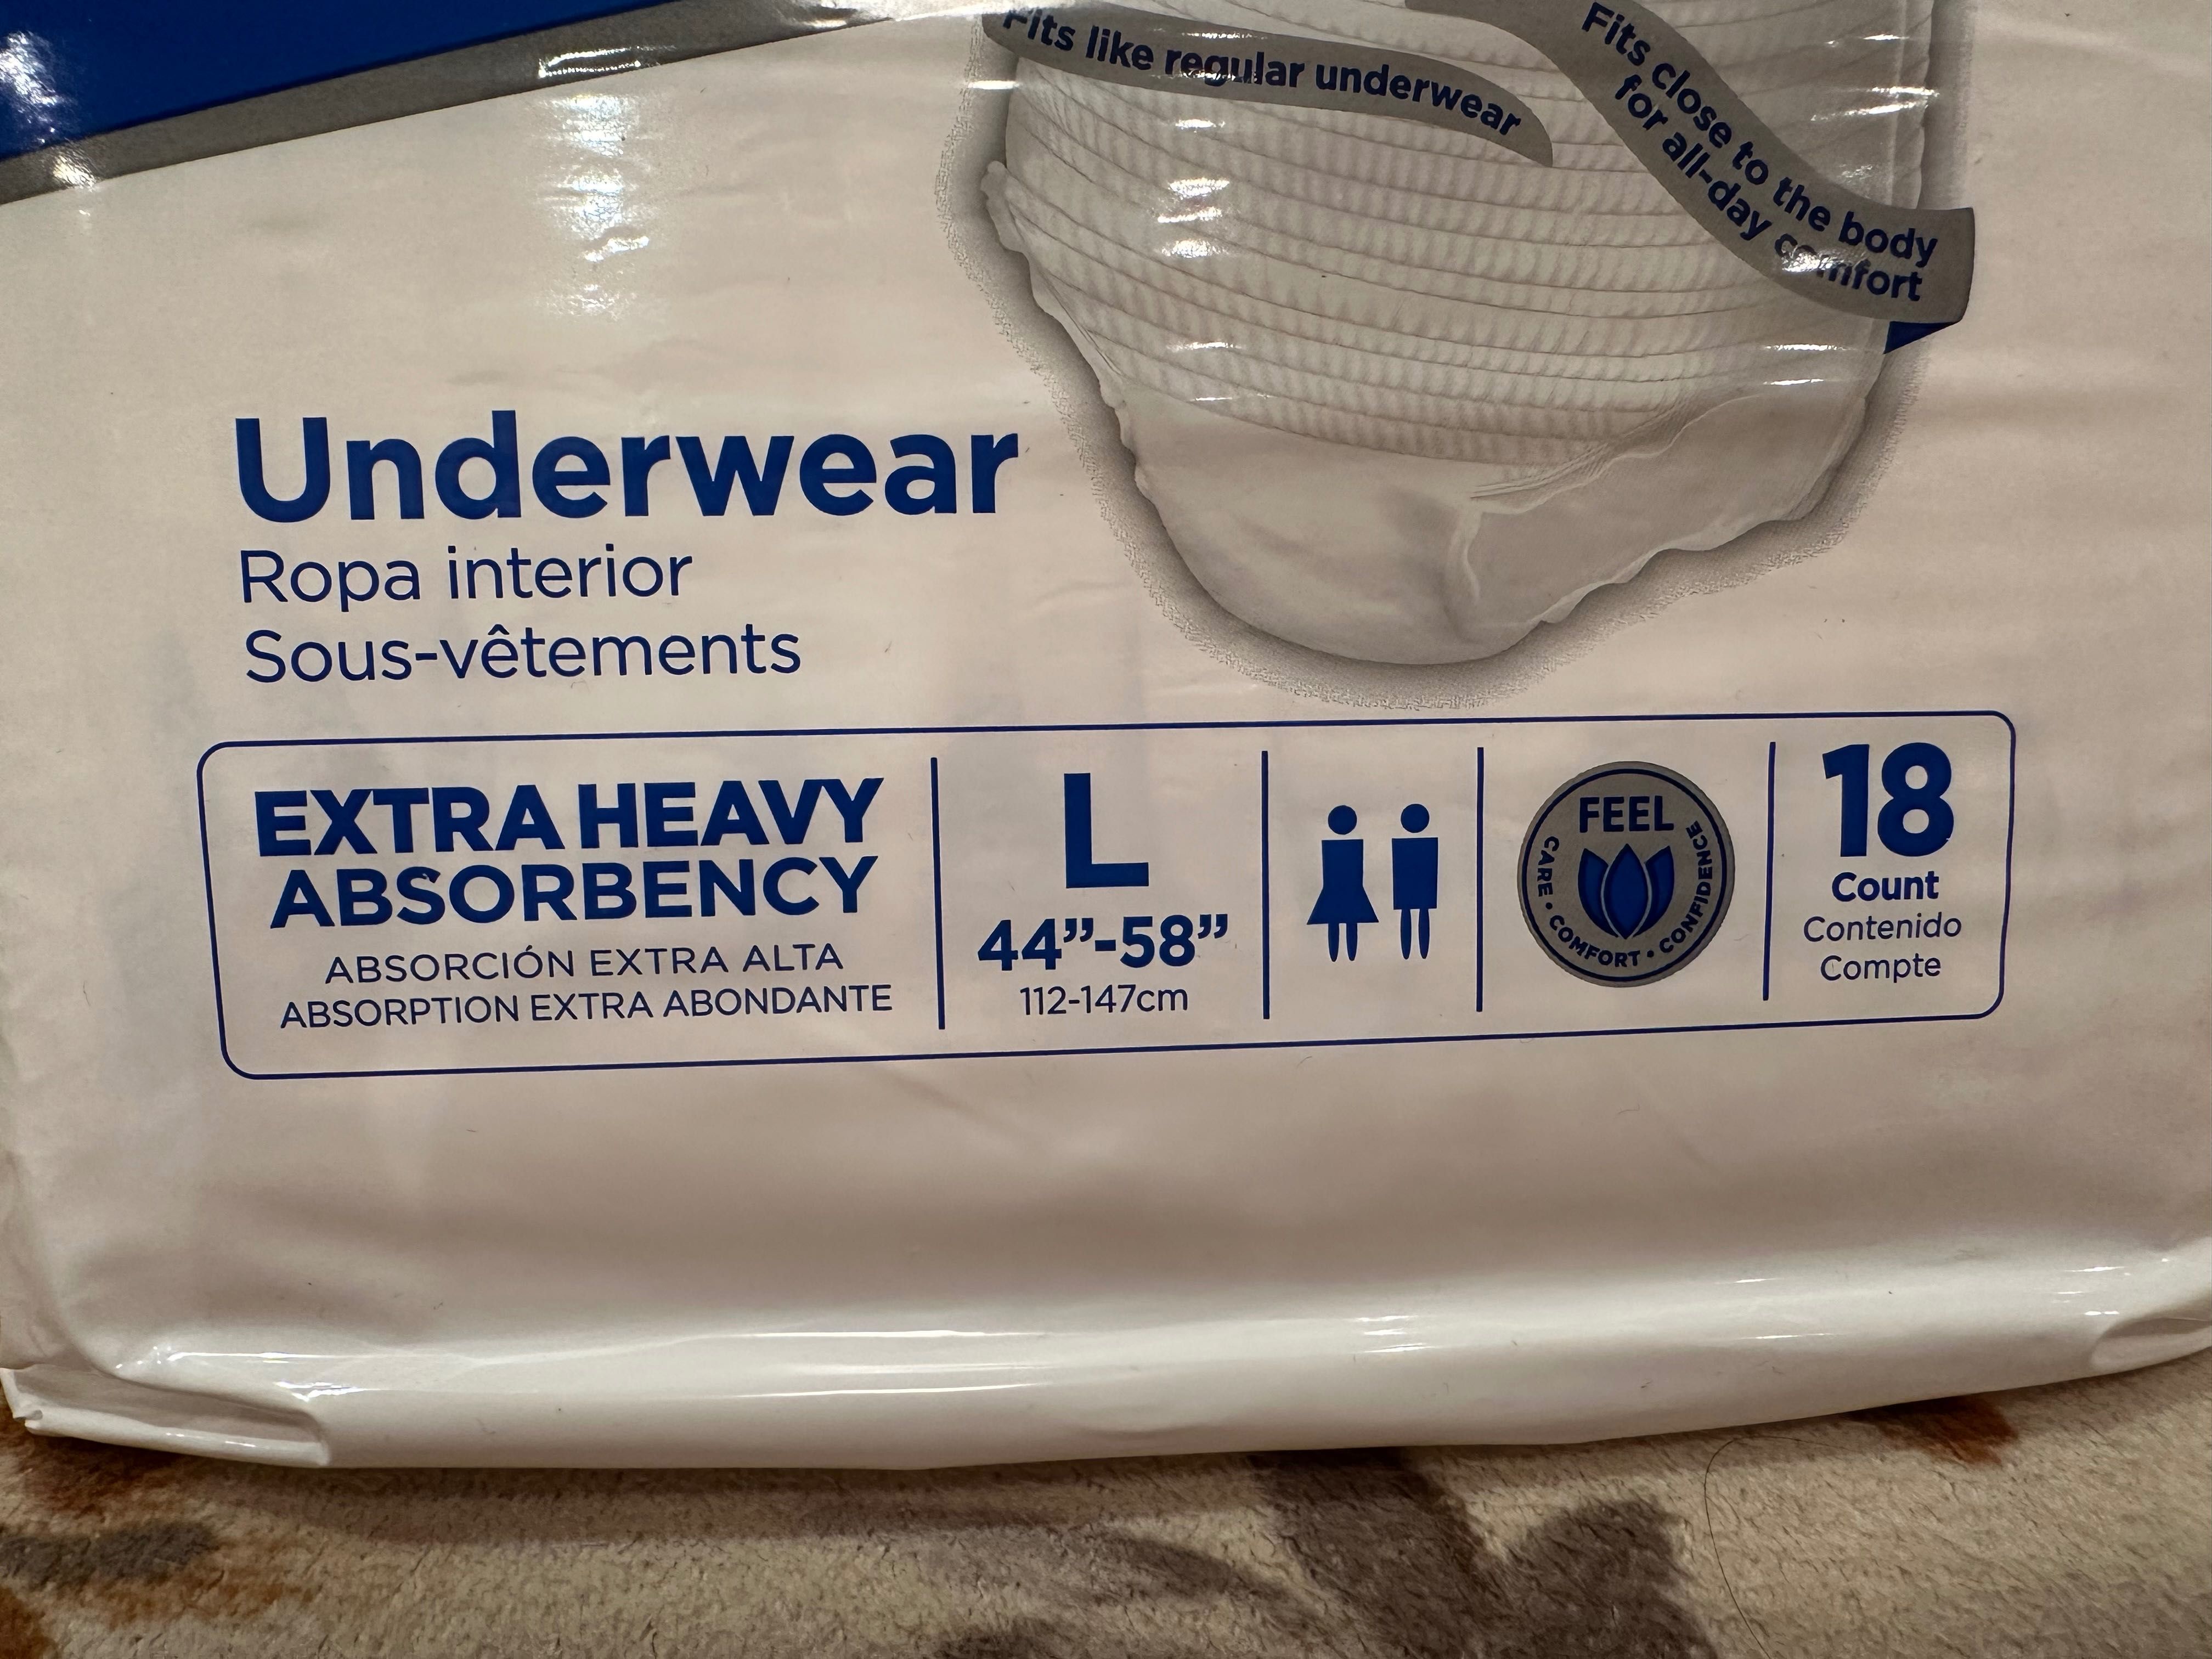 Fits like regular underwear
Fits close to the body
for all-day comfort
Underwear
Ropa interior
Sous-vêtements
EXTRA HEAVY
ABSORBENCY
ABSORCIÓN EXTRA ALTA
ABSORPTION EXTRA ABONDANTE
L
44”-58”
112-147cm
FEEL
CARE • COMFORT • CONFIDENCE
18
Count
Contenido
Compte